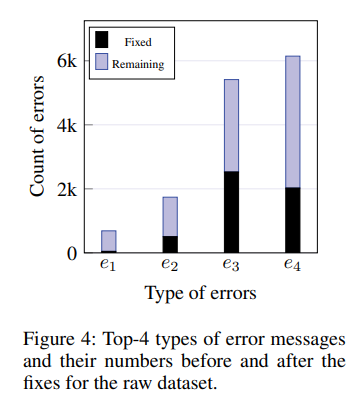 Fixed
Remaining
6k
4k
2k
0
Count of errors
e1 e2 e3 e4
Type of errors
Figure 4: Top-4 types of error messages
and their numbers before and after the
fixes for the raw dataset.